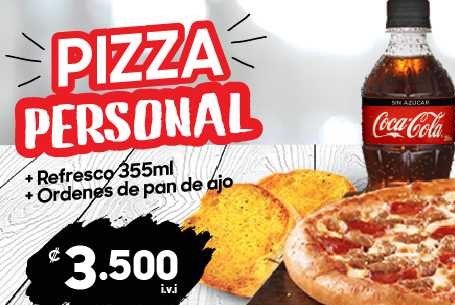 PIZZA
PERSONAL
+ Refresco 355ml
+ Ordenes de pan de ajo
₡ 3.500
i.v.i
SIN AZÚCAR
Coca-Cola